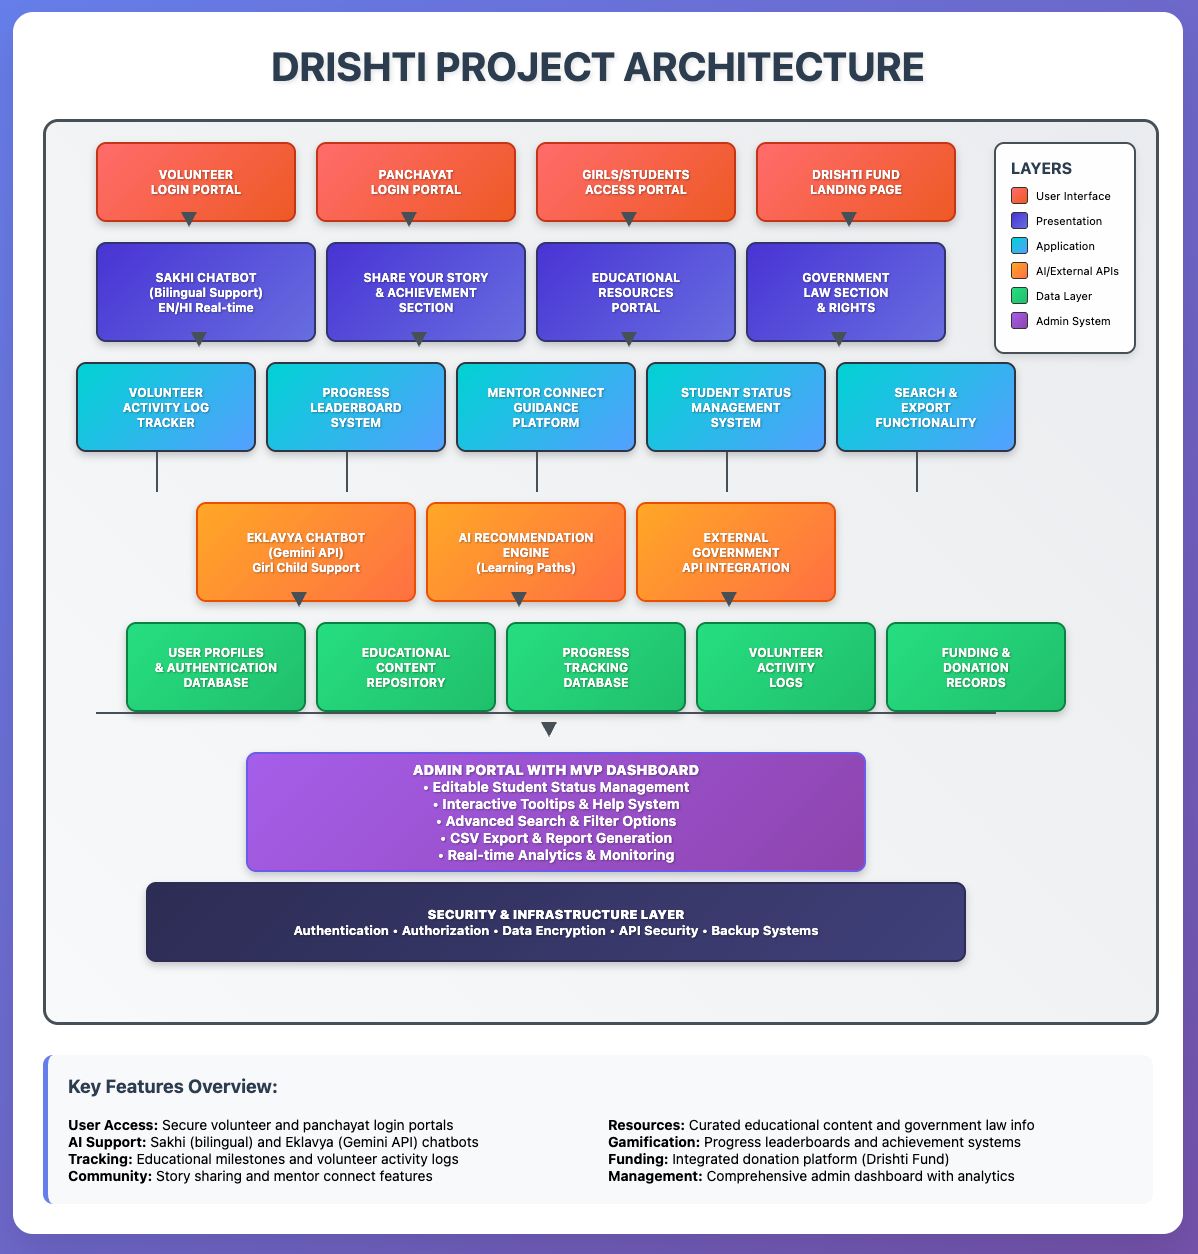 DRISHTI PROJECT ARCHITECTURE
VOLUNTEER
LOGIN PORTAL
PANCHAYAT
LOGIN PORTAL
GIRLS/STUDENTS
ACCESS PORTAL
DRISHTI FUND
LANDING PAGE
LAYERS
User Interface
Presentation
Application
AI/External APIs
Data Layer
Admin System
SAKHI CHATBOT
(Bilingual Support)
EN/HI Real-time
SHARE YOUR STORY
& ACHIEVEMENT
SECTION
EDUCATIONAL
RESOURCES
PORTAL
GOVERNMENT
LAW SECTION
& RIGHTS
VOLUNTEER
ACTIVITY LOG
TRACKER
PROGRESS
LEADERBOARD
SYSTEM
MENTOR CONNECT
GUIDANCE
PLATFORM
STUDENT STATUS
MANAGEMENT
SYSTEM
SEARCH &
EXPORT
FUNCTIONALITY
EKLAVYA CHATBOT
(Gemini API)
Girl Child Support
AI RECOMMENDATION
ENGINE
(Learning Paths)
EXTERNAL
GOVERNMENT
API INTEGRATION
USER PROFILES
& AUTHENTICATION
DATABASE
EDUCATIONAL
CONTENT
REPOSITORY
PROGRESS
TRACKING
DATABASE
VOLUNTEER
ACTIVITY
LOGS
FUNDING &
DONATION
RECORDS
ADMIN PORTAL WITH MVP DASHBOARD
• Editable Student Status Management
• Interactive Tooltips & Help System
• Advanced Search & Filter Options
• CSV Export & Report Generation
• Real-time Analytics & Monitoring
SECURITY & INFRASTRUCTURE LAYER
Authentication • Authorization • Data Encryption • API Security • Backup Systems
Key Features Overview:
User Access: Secure volunteer and panchayat login portals
AI Support: Sakhi (bilingual) and Eklavya (Gemini API) chatbots
Tracking: Educational milestones and volunteer activity logs
Community: Story sharing and mentor connect features
Resources: Curated educational content and government law info
Gamification: Progress leaderboards and achievement systems
Funding: Integrated donation platform (Drishti Fund)
Management: Comprehensive admin dashboard with analytics